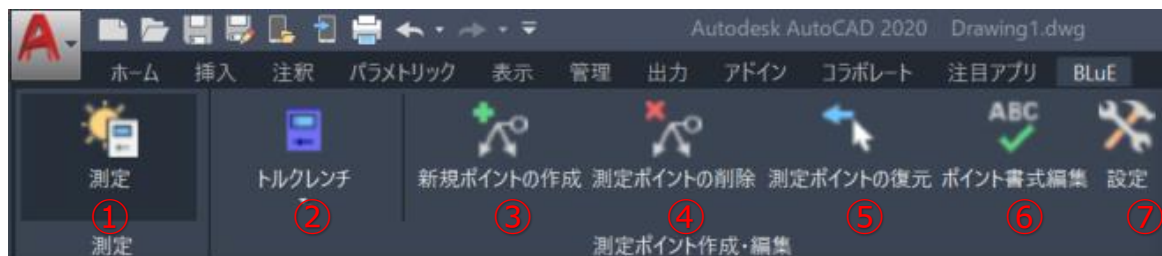 Autodesk AutoCAD 2020 Drawing1.dwg
ホーム 挿入 注釈 パラメトリック 表示 管理 出力 アドイン コラボレート 注目アプリ BLuE
ABC
測定 トルクレンチ 新規ポイントの作成 測定ポイントの削除 測定ポイントの復元 ポイント書式編集 設定
① ② ③ ④ ⑤ ⑥ ⑦
測定 測定ポイント作成・編集